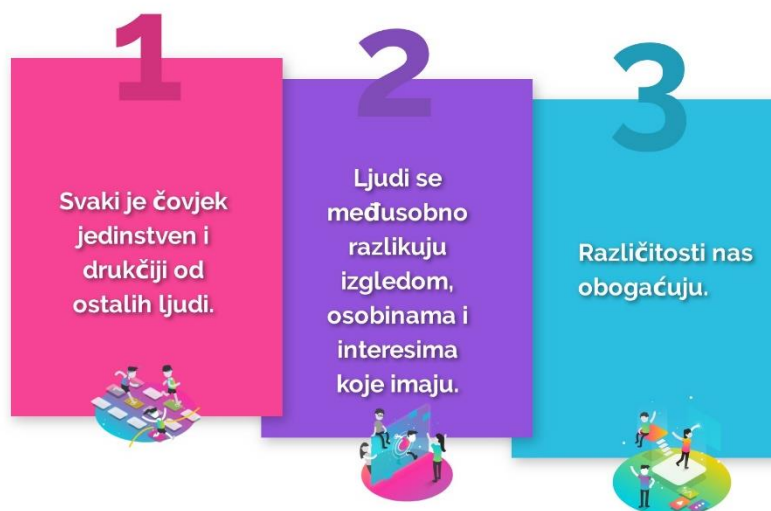 1
Svaki je čovjek
jedinstven i
drukčiji od
ostalih ljudi.
2
Ljudi se
međusobno
razlikuju
izgledom,
osobinama i
interesima
koje imaju.
3
Različitosti nas
obogaćuju.